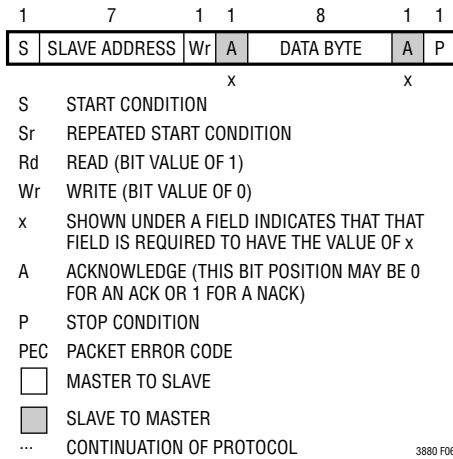 1 7 1 1 8 1 1
S SLAVE ADDRESS Wr A DATA BYTE A P
x x
S START CONDITION
Sr REPEATED START CONDITION
Rd READ (BIT VALUE OF 1)
Wr WRITE (BIT VALUE OF 0)
x SHOWN UNDER A FIELD INDICATES THAT THAT
FIELD IS REQUIRED TO HAVE THE VALUE OF x
A ACKNOWLEDGE (THIS BIT POSITION MAY BE 0
FOR AN ACK OR 1 FOR A NACK)
P STOP CONDITION
PEC PACKET ERROR CODE
MASTER TO SLAVE
SLAVE TO MASTER
... CONTINUATION OF PROTOCOL 3880 F06